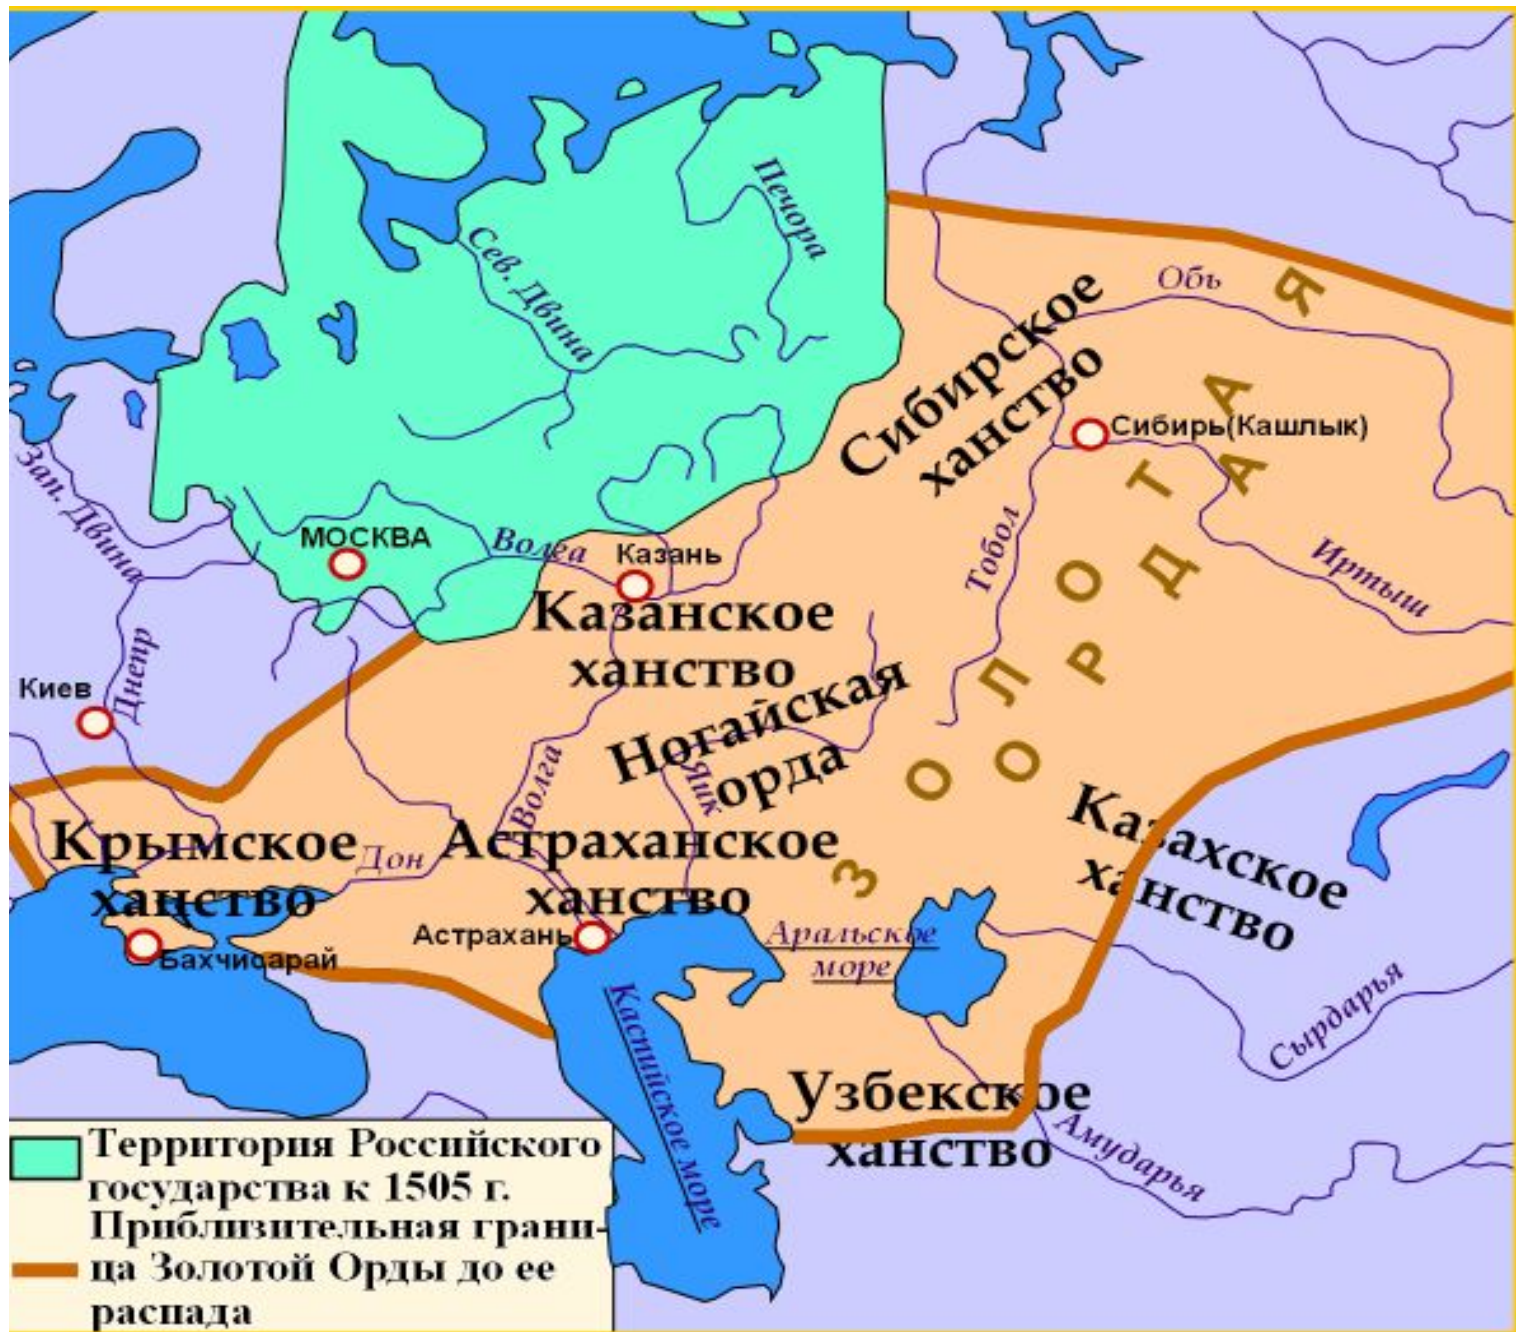 Печора
Сев. Двина
Обь
Я
Сибирское
ханство
А
Сибирь(Кашлык)
Т
А
Зап. Двина
МОСКВА
Волга
Казань
Тобол
Иртыш
О
Д
Казанское
ханство
Днепр
Киев
Л
Р
Ногайская
орда
Яик
Волга
О
О
Казахское
ханство
Крымское
ханство
Дон
Астраханское
ханство
З
Астрахань
Аральское
море
Бахчисарай
Каспийское море
Сырдарья
Узбекское
ханство
Амударья
Территория Российского
государства к 1505 г.
Приблизительная грани-
ца Золотой Орды до ее
распада